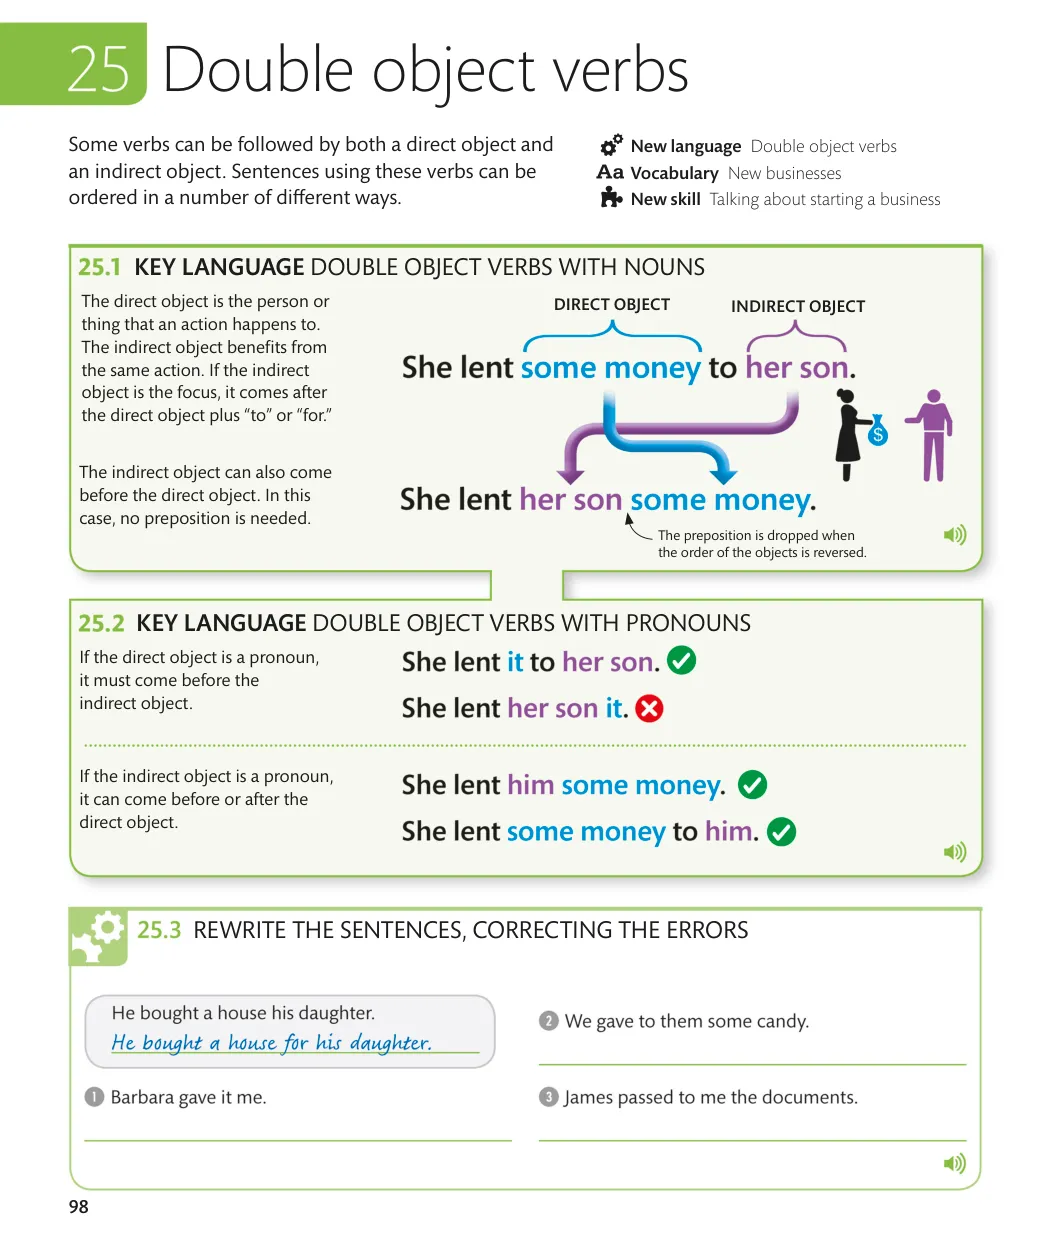 25 Double object verbs
Some verbs can be followed by both a direct object and
an indirect object. Sentences using these verbs can be
ordered in a number of different ways.
New language Double object verbs
Aa Vocabulary New businesses
New skill Talking about starting a business
25.1 KEY LANGUAGE DOUBLE OBJECT VERBS WITH NOUNS
The direct object is the person or
thing that an action happens to.
The indirect object benefits from
the same action. If the indirect
object is the focus, it comes after
the direct object plus “to” or “for.”
The indirect object can also come
before the direct object. In this
case, no preposition is needed.
DIRECT OBJECT
INDIRECT OBJECT
She lent some money to her son.
$
She lent her son some money.
The preposition is dropped when
the order of the objects is reversed.
25.2 KEY LANGUAGE DOUBLE OBJECT VERBS WITH PRONOUNS
If the direct object is a pronoun,
it must come before the
indirect object.
She lent it to her son.
She lent her son it.
If the indirect object is a pronoun,
it can come before or after the
direct object.
She lent him some money.
She lent some money to him.
25.3 REWRITE THE SENTENCES, CORRECTING THE ERRORS
He bought a house his daughter.
He bought a house for his daughter.
1 Barbara gave it me.
2 We gave to them some candy.
3 James passed to me the documents.
98